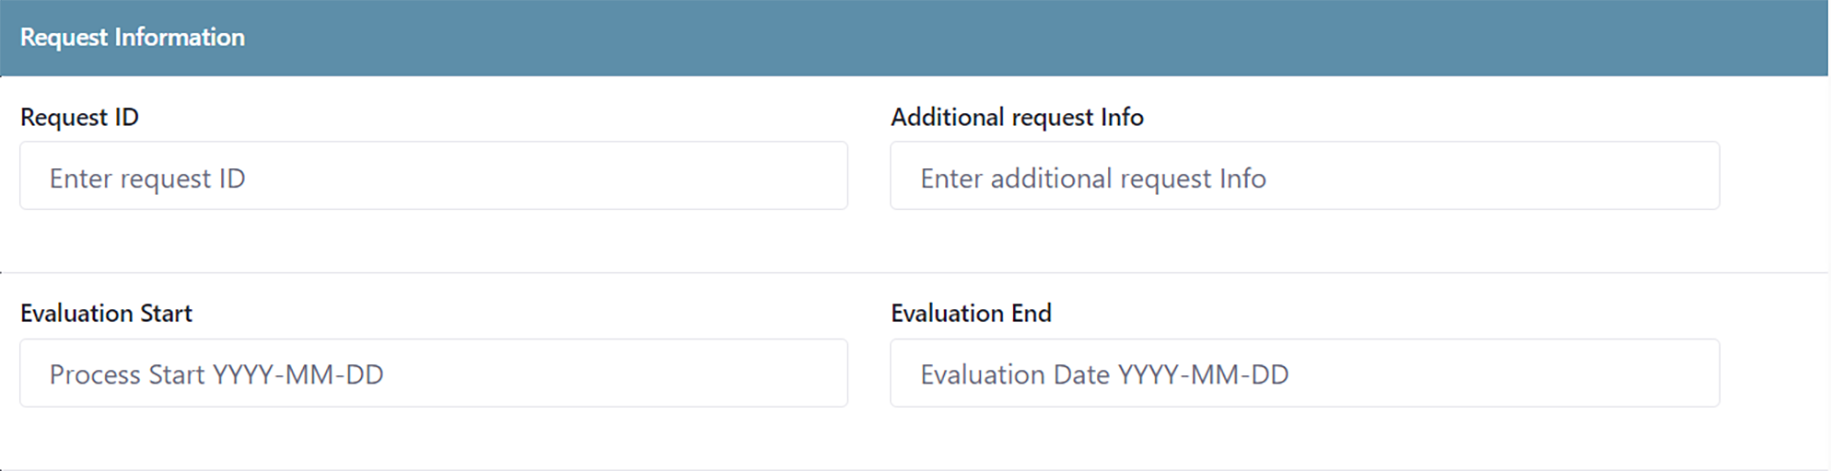 Request Information
Request ID
Additional request Info
Enter request ID
Enter additional request Info
Evaluation Start
Evaluation End
Process Start YYYY-MM-DD
Evaluation Date YYYY-MM-DD